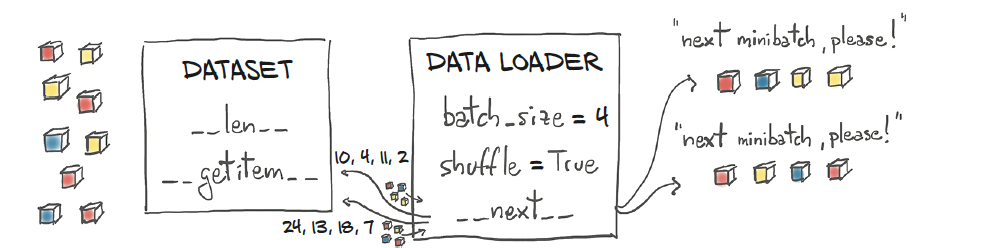 DATASET
__len__
__getitem__
10, 4, 11, 2
24, 13, 18, 7
DATA LOADER
batch_size = 4
shuffle = True
__next__
"next minibatch, please!"
"next minibatch, please!"